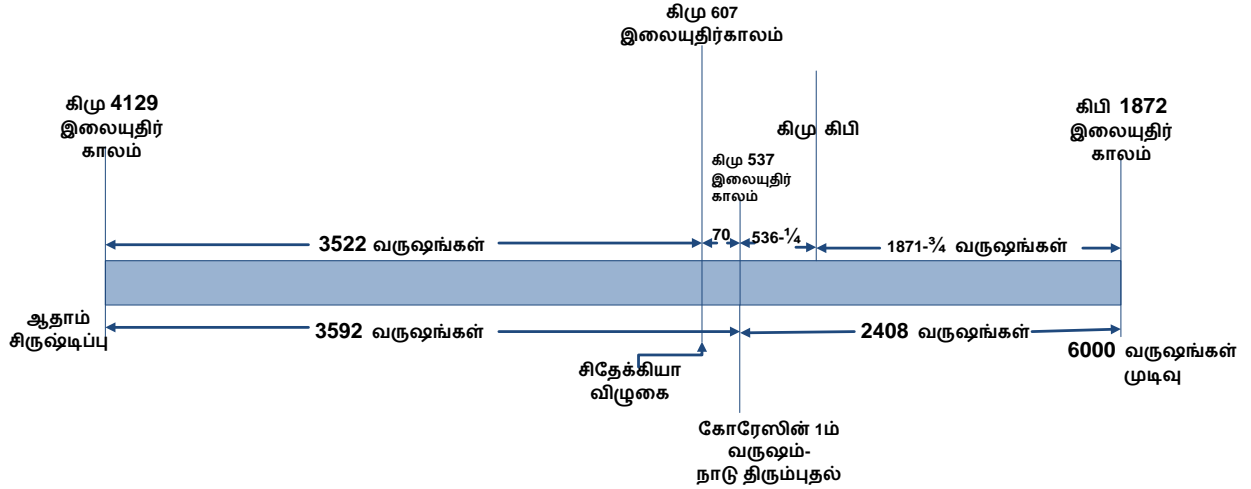 கிமு 607
இலையுதிர்காலம்
கிமு 4129
இலையுதிர்
காலம்
கிமு கிபி
கிபி 1872
இலையுதிர்
காலம்
கிமு 537
இலையுதிர்
காலம்
3522 வருஷங்கள்
70
536-¼
1871-¾ வருஷங்கள்
ஆதாம்
சிருஷ்டிப்பு
3592 வருஷங்கள்
2408 வருஷங்கள்
6000 வருஷங்கள்
முடிவு
சிதேக்கியா
விழுகை
கோரேஸின் 1ம்
வருஷம்-
நாடு திரும்புதல்